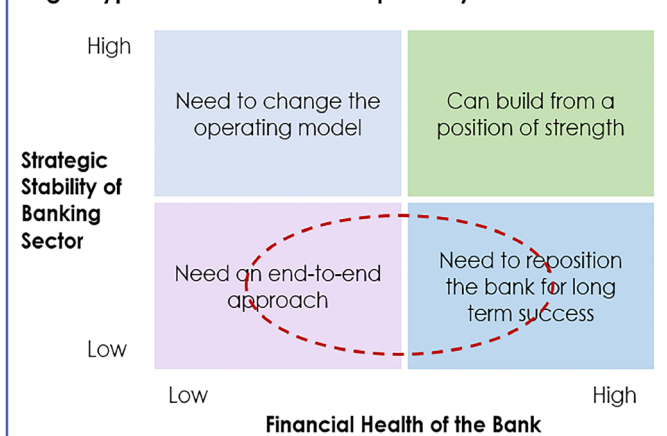 High
Need to change the
operating model
Can build from a
position of strength
Strategic
Stability of
Banking
Sector
Need an end-to-end
approach
Need to reposition
the bank for long
term success
Low
Low
High
Financial Health of the Bank